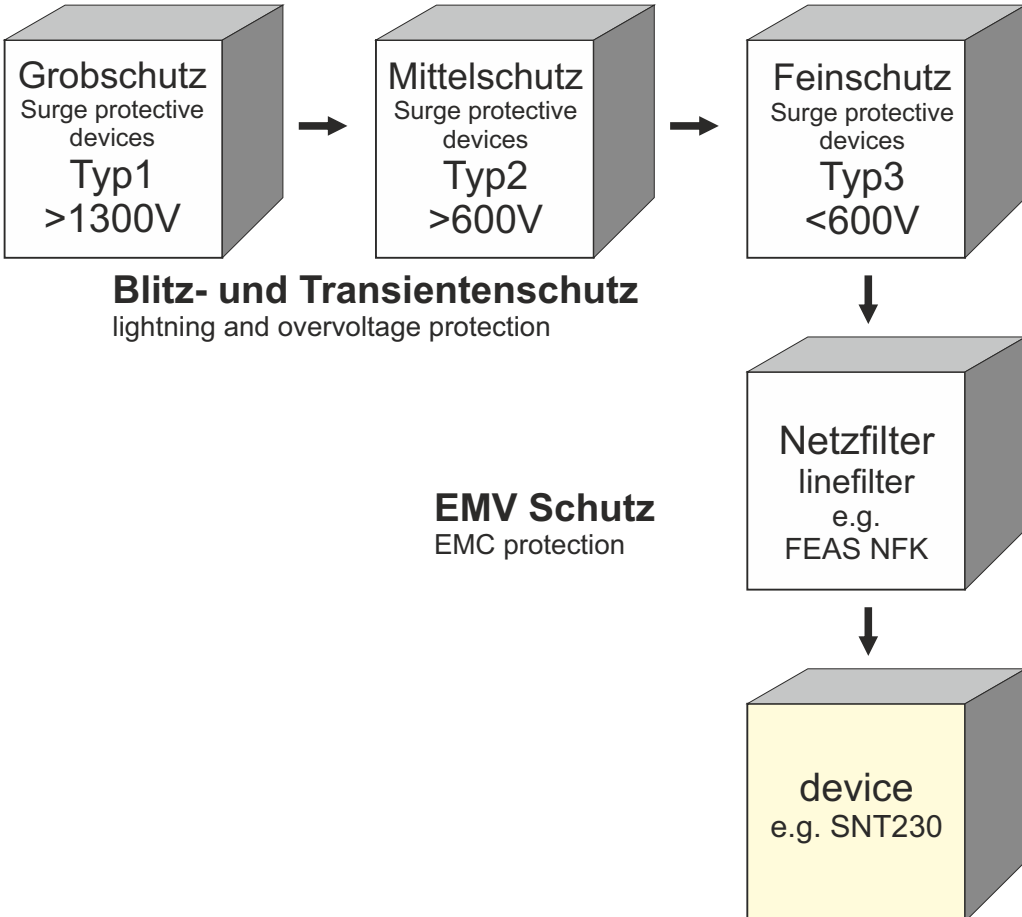 Grobschutz
Surge protective
devices
Typ1
>1300V
Mittelschutz
Surge protective
devices
Typ2
>600V
Feinschutz
Surge protective
devices
Typ3
<600V
Blitz- und Transientenschutz
lightning and overvoltage protection
Netzfilter
linefilter
e.g.
FEAS NFK
EMV Schutz
EMC protection
device
e.g. SNT230